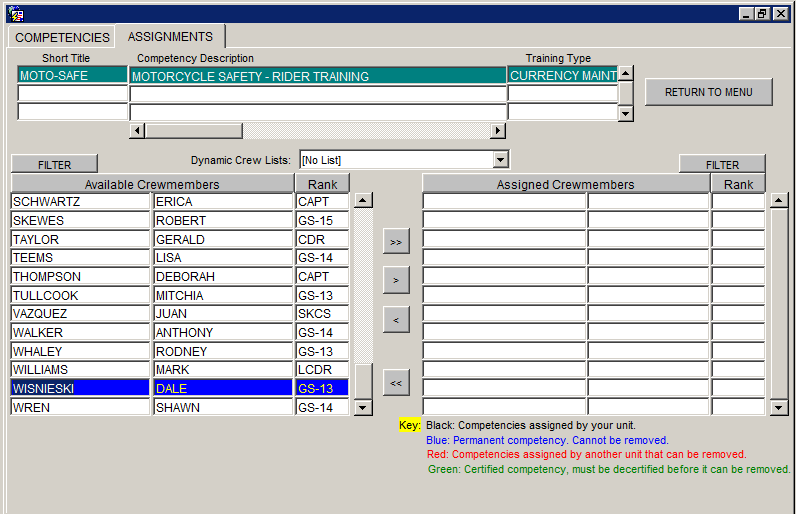 COMPETENCIES ASSIGNMENTS
Short Title Competency Description Training Type
MOTO-SAFE MOTORCYCLE SAFETY - RIDER TRAINING CURRENCY MAINT
RETURN TO MENU
FILTER Dynamic Crew Lists: [No List] FILTER
Available Crewmembers Rank Assigned Crewmembers Rank
SCHWARTZ ERICA CAPT
SKEWES ROBERT GS-15
TAYLOR GERALD CDR
>>
TEEMS LISA GS-14
THOMPSON DEBORAH CAPT
>
TULLCOOK MITCHIA GS-13
VAZQUEZ JUAN SKCS
<
WALKER ANTHONY GS-14
WHALEY RODNEY GS-13
WILLIAMS MARK LCDR
<<
WISNIESKI DALE GS-13
WREN SHAWN GS-14
Key: Black: Competencies assigned by your unit.
Blue: Permanent competency. Cannot be removed.
Red: Competencies assigned by another unit that can be removed.
Green: Certified competency, must be decertified before it can be removed.